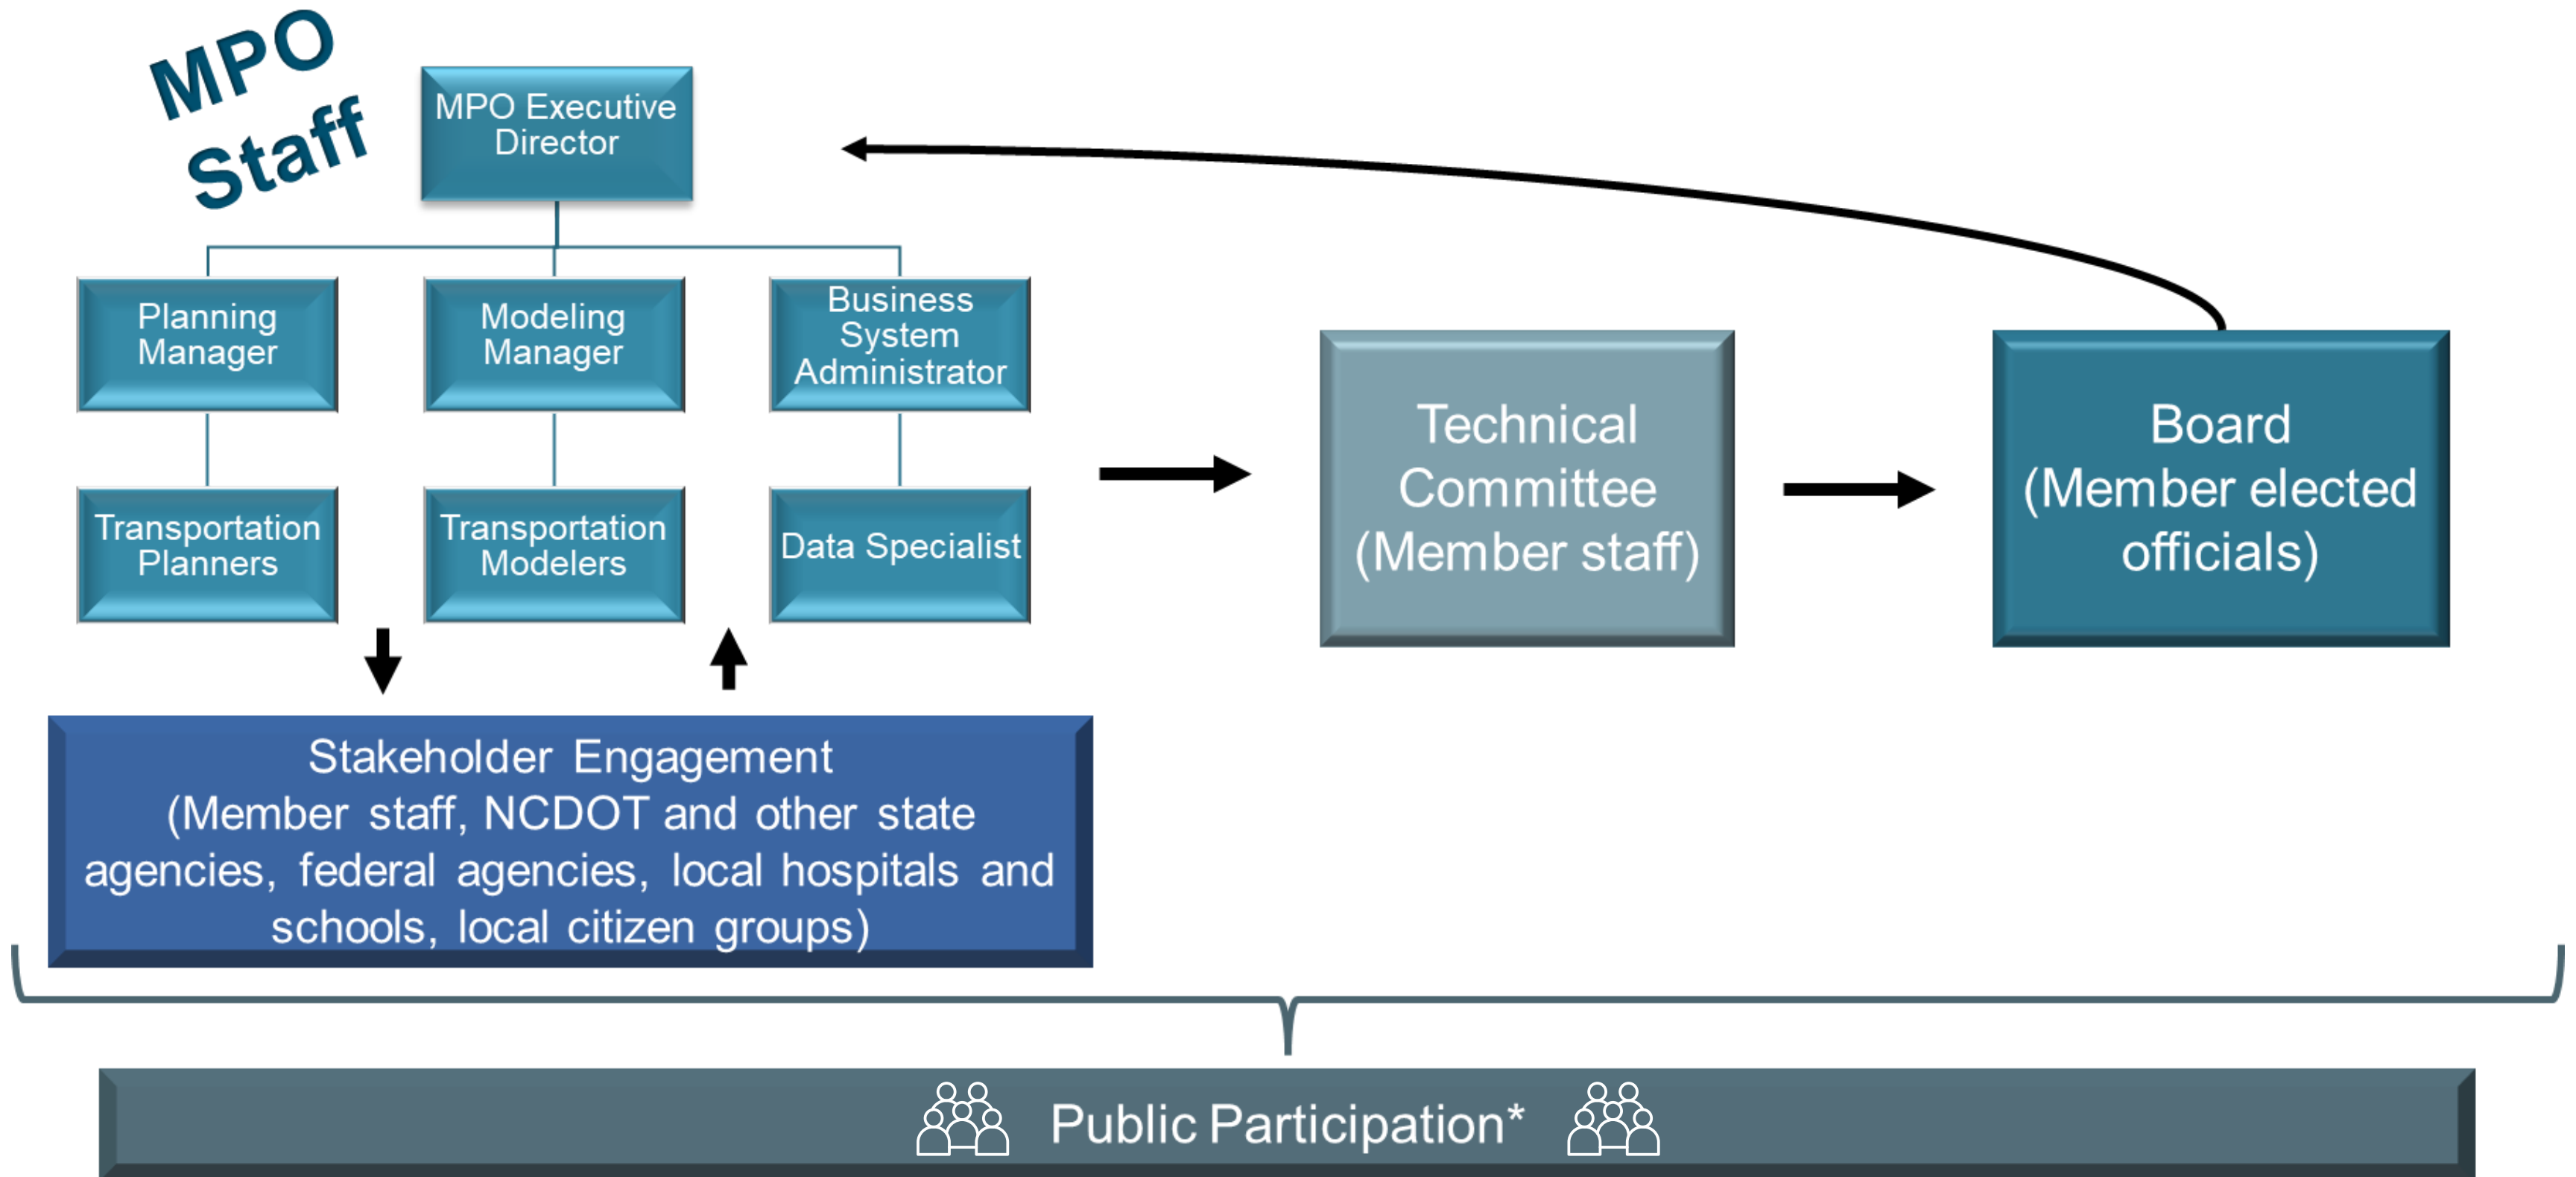 MPO
Staff
MPO Executive
Director
Planning
Manager
Modeling
Manager
Business
System
Administrator
Transportation
Planners
Transportation
Modelers
Data Specialist
Technical
Committee
(Member staff)
Board
(Member elected
officials)
Stakeholder Engagement
(Member staff, NCDOT and other state
agencies, federal agencies, local hospitals and
schools, local citizen groups)
Public Participation*